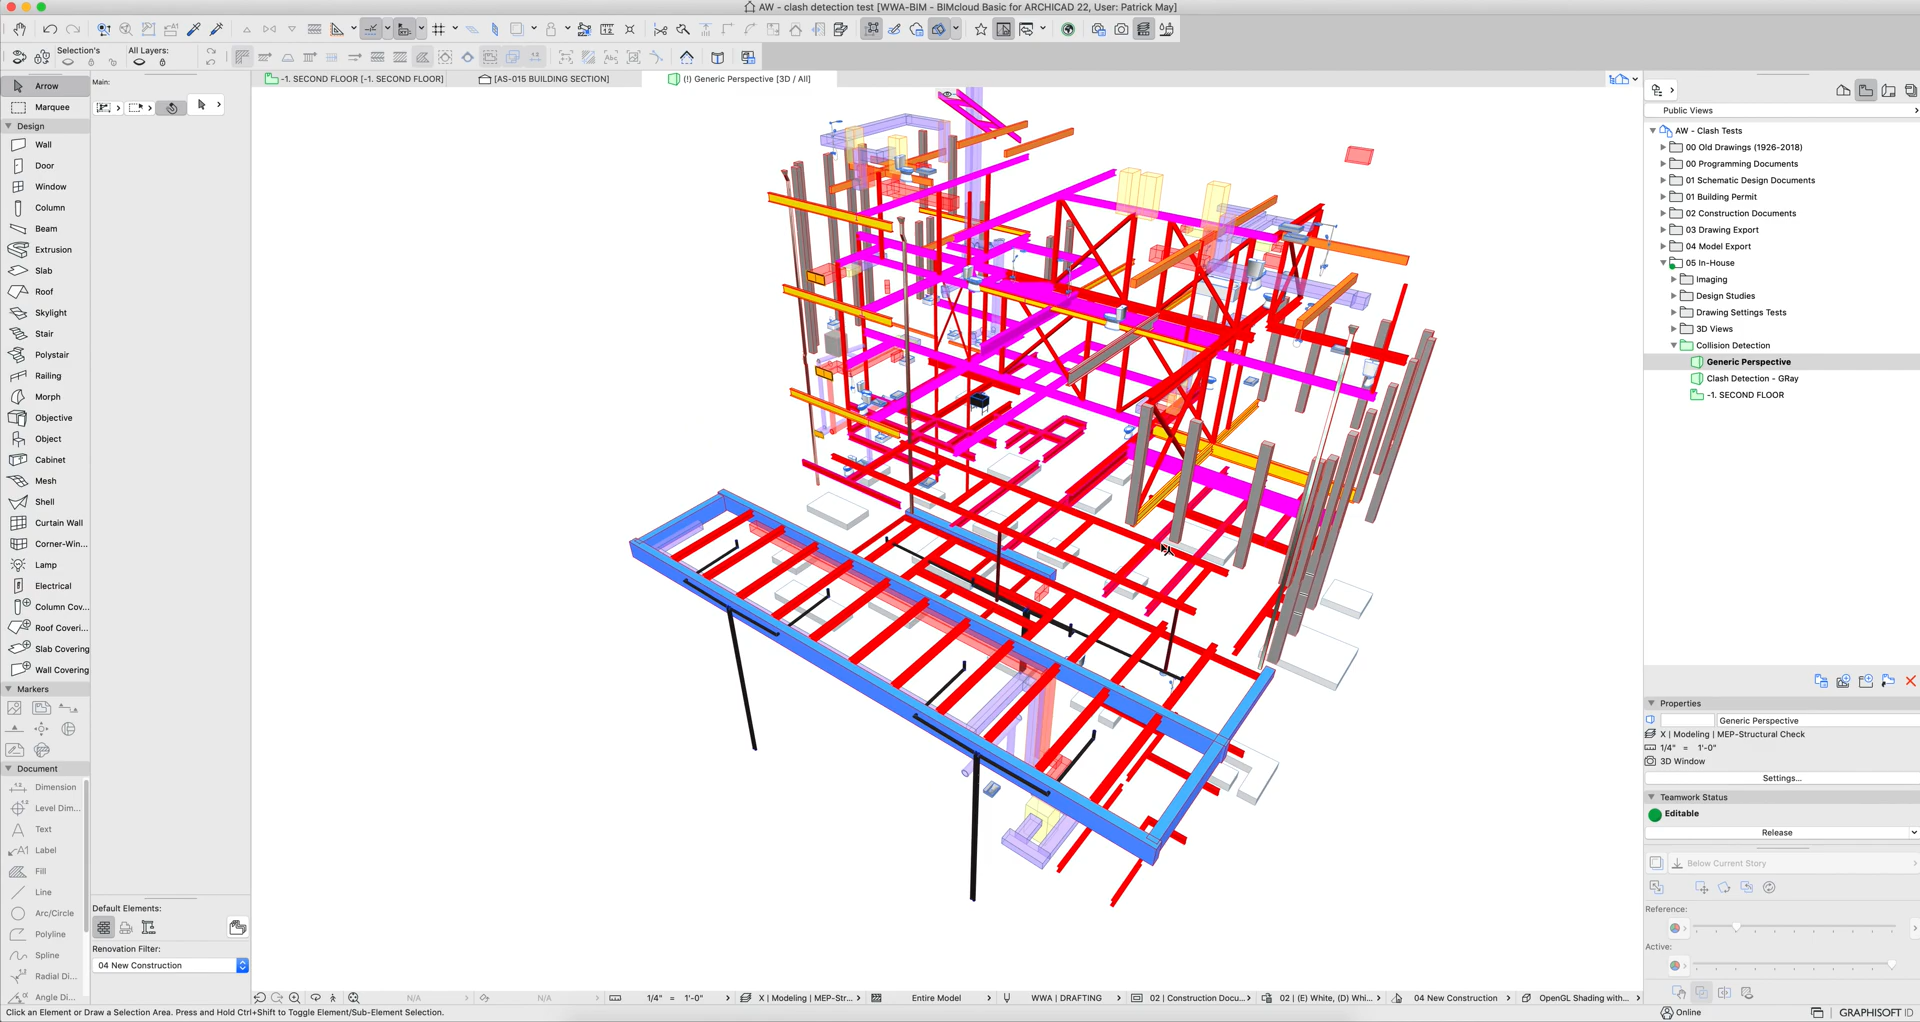 AW - clash detection test [WWA-BIM - BIMcloud Basic for ARCHICAD 22, User: Patrick May]
Selection's
All Layers:
-1. SECOND FLOOR [-1. SECOND FLOOR]
[AS-015 BUILDING SECTION]
(!) Generic Perspective [3D / All]
Arrow
Marquee
Design
Wall
Door
Window
Column
Beam
Extrusion
Slab
Roof
Skylight
Stair
Polystair
Railing
Morph
Objective
Object
Cabinet
Mesh
Shell
Curtain Wall
Corner-Win...
Lamp
Electrical
Column Cov...
Roof Coveri...
Slab Covering
Wall Covering
Markers
Document
Dimension
Level Dim...
Text
Label
Fill
Line
Arc/Circle
Polyline
Spline
Radial Di...
Angle Di...
Main:
Default Elements:
Renovation Filter:
04 New Construction
Public Views
AW - Clash Tests
00 Old Drawings (1926-2018)
00 Programming Documents
01 Schematic Design Documents
01 Building Permit
02 Construction Documents
03 Drawing Export
04 Model Export
05 In-House
Imaging
Design Studies
Drawing Settings Tests
3D Views
Collision Detection
Generic Perspective
Clash Detection - GRay
-1. SECOND FLOOR
Properties
Generic Perspective
X | Modeling | MEP-Structural Check
1/4" = 1'-0"
3D Window
Settings...
Teamwork Status
Editable
Release
Below Current Story
Reference:
Active:
N/A
N/A
1/4" = 1'-0"
X | Modeling | MEP-Str...
Entire Model
WWA | DRAFTING
02 | Construction Docu...
02 | (E) White, (D) Whi...
04 New Construction
OpenGL Shading with...
Click an Element or Draw a Selection Area. Press and Hold Ctrl+Shift to Toggle Element/Sub-Element Selection.
Online
GRAPHISOFT ID